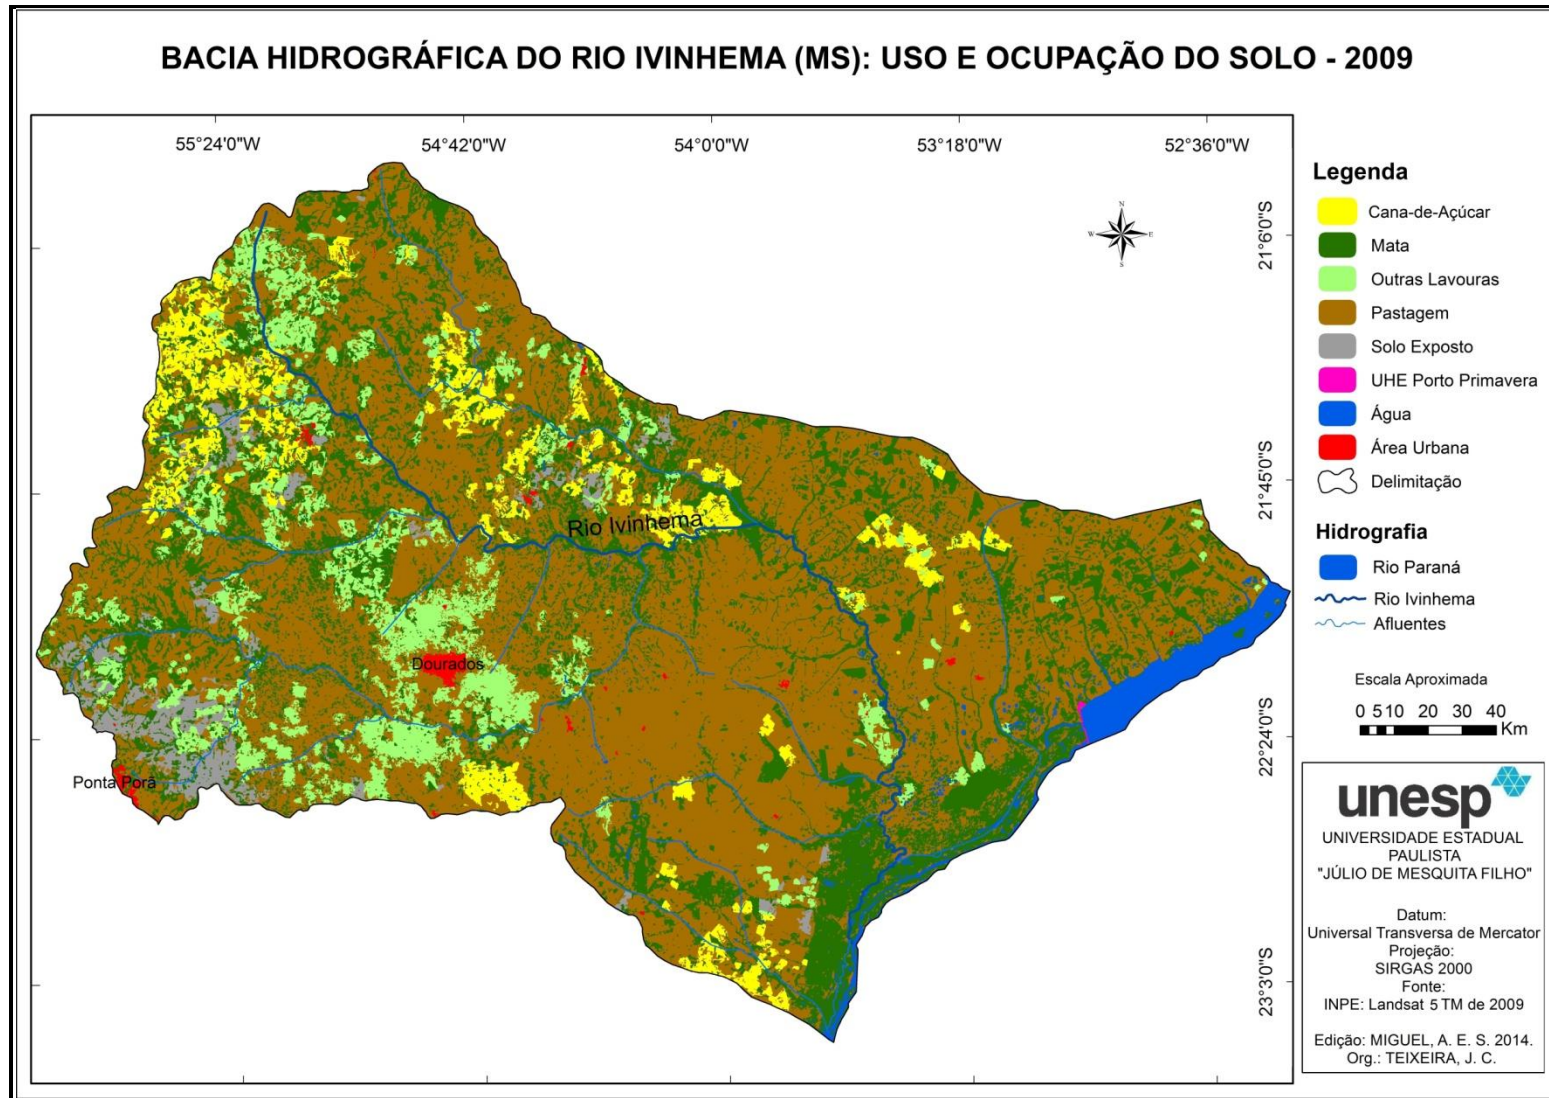 BACIA HIDROGRÁFICA DO RIO IVINHEMA (MS): USO E OCUPAÇÃO DO SOLO - 2009
55°24'0"W
54°42'0"W
54°0'0"W
53°18'0"W
52°36'0"W
21°6'0"S
21°45'0"S
22°24'0"S
23°3'0"S
N
W
E
S
Rio Ivinhema
Dourados
Ponta Porã
Legenda
Cana-de-Açúcar
Mata
Outras Lavouras
Pastagem
Solo Exposto
UHE Porto Primavera
Água
Área Urbana
Delimitação
Hidrografia
Rio Paraná
Rio Ivinhema
Afluentes
Escala Aproximada
0 5 10 20 30 40
Km
unesp
UNIVERSIDADE ESTADUAL
PAULISTA
"JÚLIO DE MESQUITA FILHO"
Datum:
Universal Transversa de Mercator
Projeção:
SIRGAS 2000
Fonte:
INPE: Landsat 5 TM de 2009
Edição: MIGUEL, A. E. S. 2014.
Org.: TEIXEIRA, J. C.